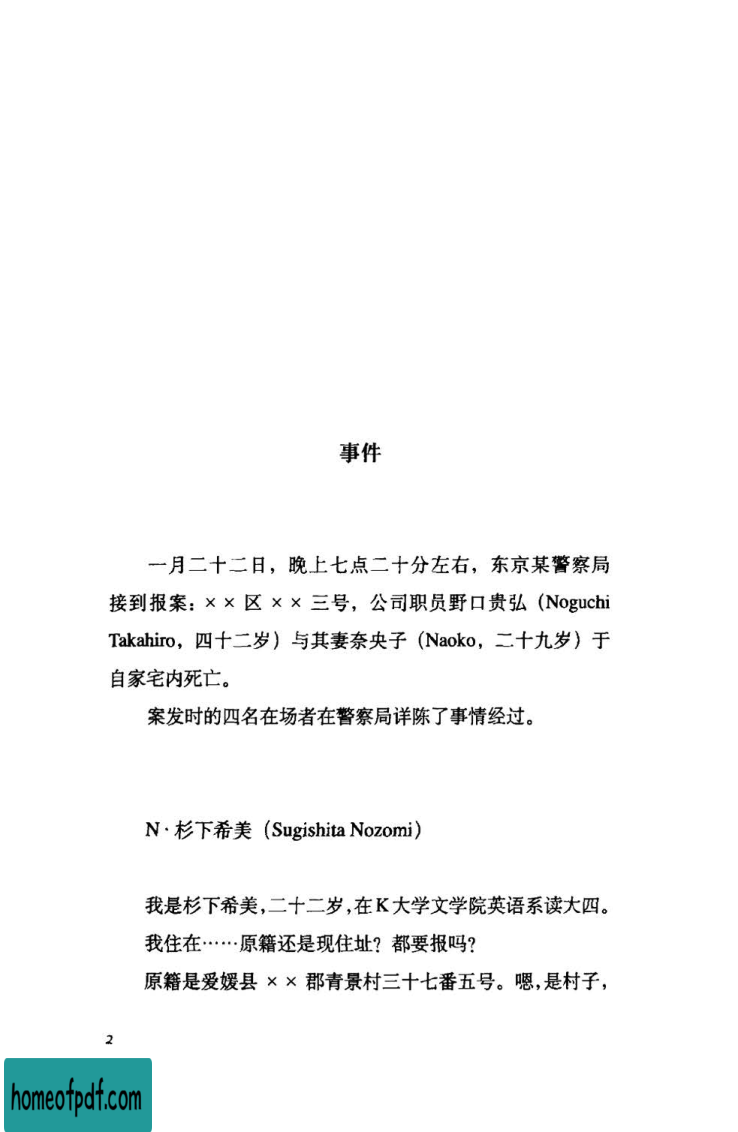 事件
一月二十二日，晚上七点二十分左右，东京某警察局
接到报案：××区××三号，公司职员野口贵弘（Noguchi
Takahiro，四十二岁）与其妻奈央子（Naoko，二十九岁）于
自家宅内死亡。
案发时的四名在场者在警察局详陈了事情经过。
N·杉下希美（Sugishita Nozomi）
我是杉下希美，二十二岁，在K大学文学院英语系读大四。
我住在……原籍还是现住址？都要报吗？
原籍是爱媛县××郡青景村三十七番五号。嗯，是村子，
2
homeofpdf.com